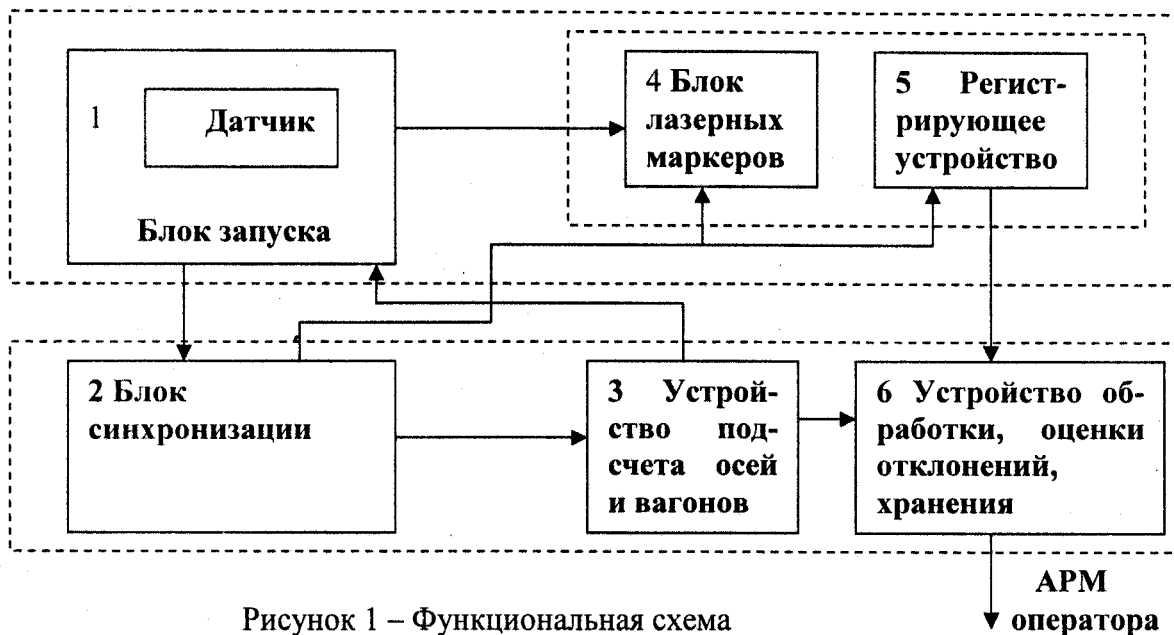 1
Датчик
Блок запуска
4 Блок
лазерных
маркеров
5 Регист-
рирующее
устройство
2 Блок
синхронизации
3 Устрой-
ство под-
счета осей
и вагонов
6 Устройство об-
работки, оценки
отклонений,
хранения
АРМ
оператора
Рисунок 1 – Функциональная схема